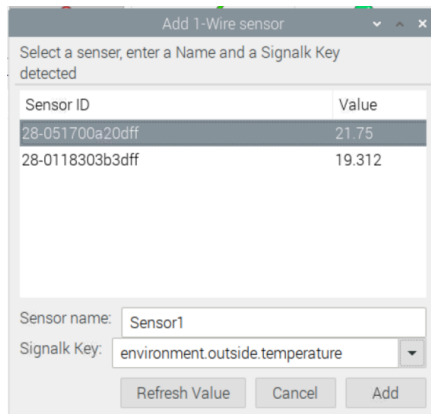 Add 1-Wire sensor
Select a senser, enter a Name and a Signalk Key
detected
Sensor ID Value
28-051700a20dff 21.75
28-0118303b3dff 19.312
Sensor name: Sensor1
Signalk Key: environment.outside.temperature
Refresh Value Cancel Add